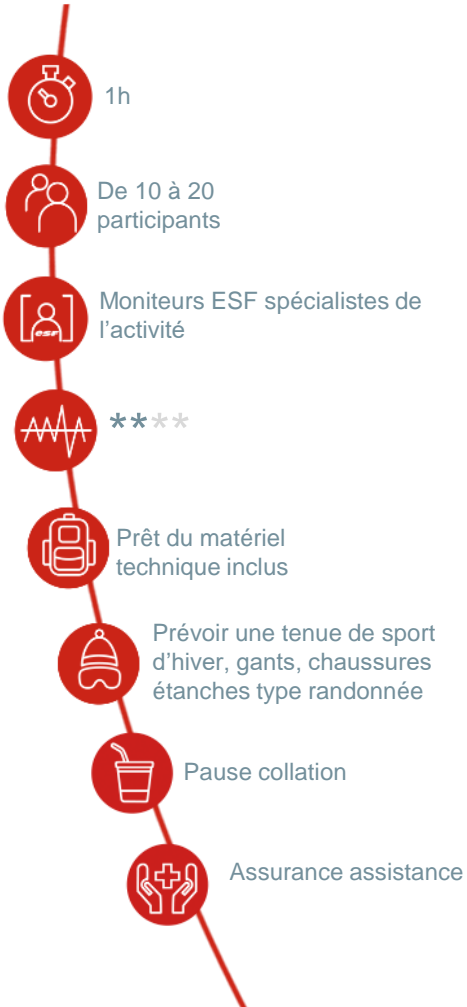 1h
De 10 à 20
participants
Moniteurs ESF spécialistes de
l’activité
esf
****
Prêt du matériel
technique inclus
Prévoir une tenue de sport
d’hiver, gants, chaussures
étanches type randonnée
Pause collation
Assurance assistance